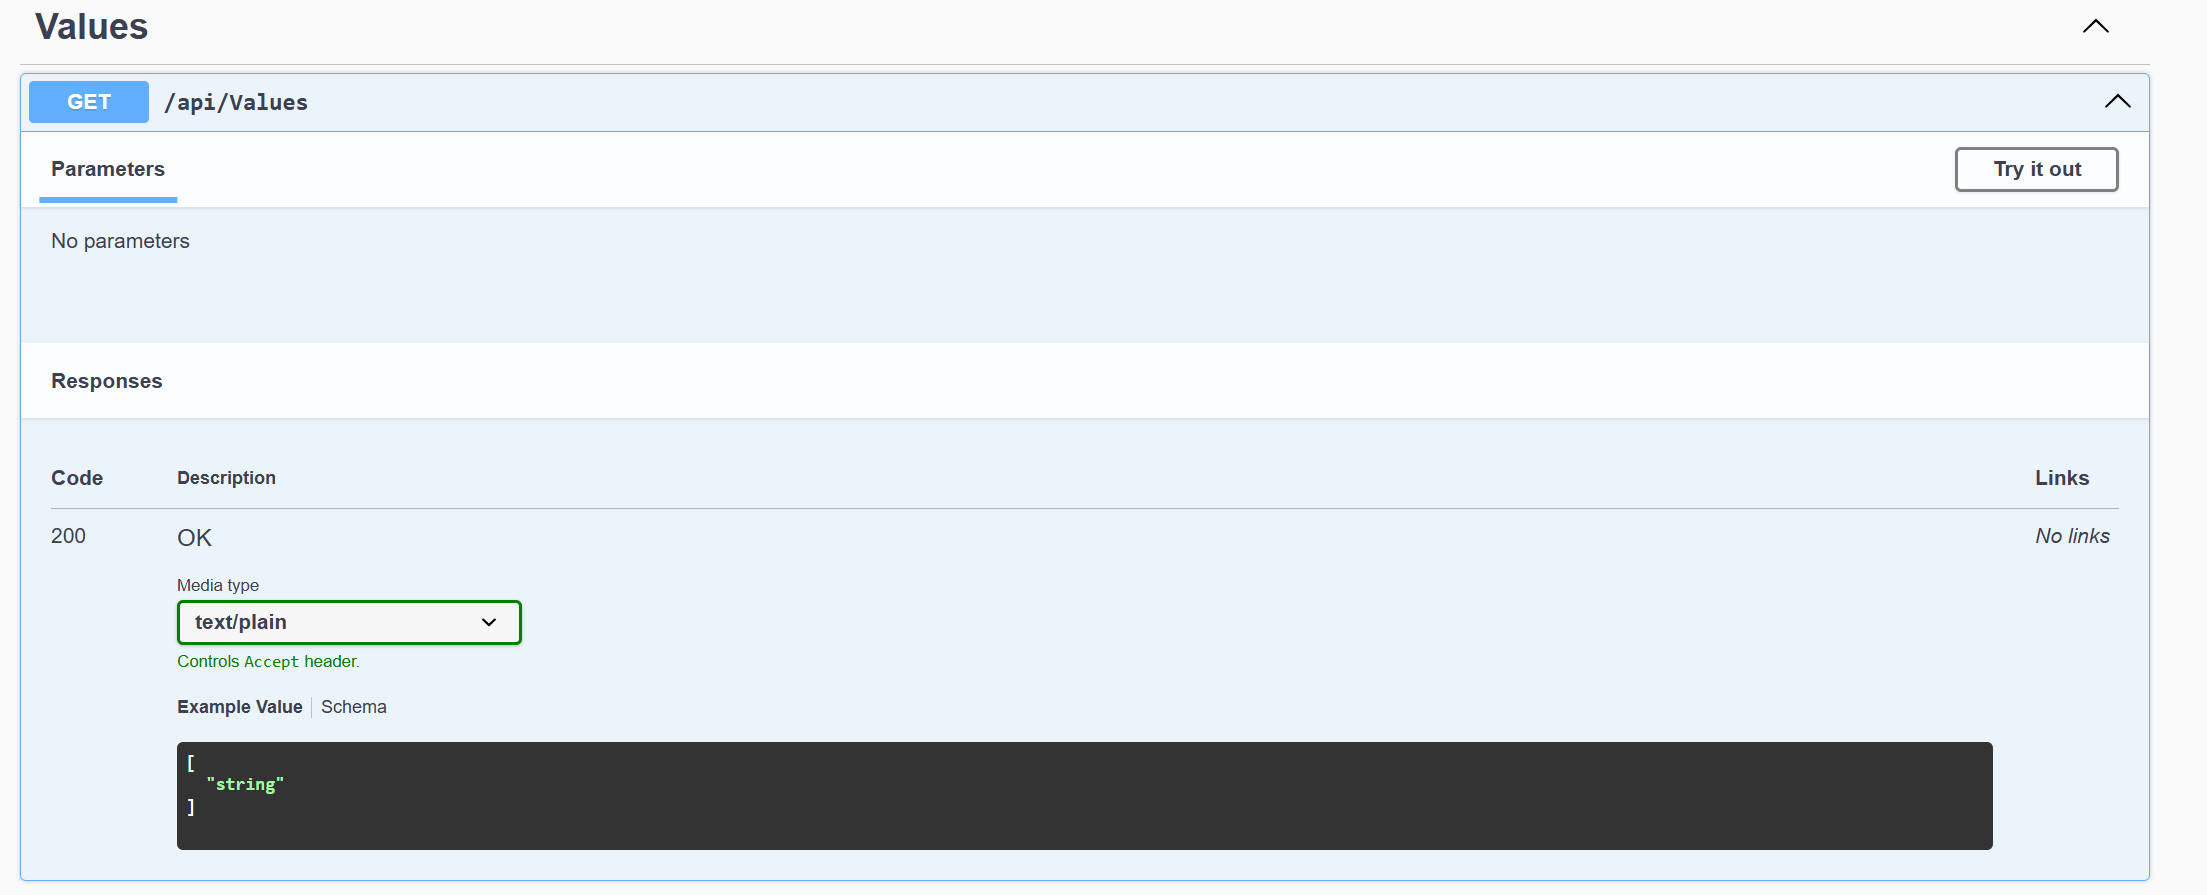 Values
GET /api/Values
Parameters
Try it out
No parameters
Responses
Code Description Links
200 OK No links
Media type
text/plain
Controls Accept header.
Example Value Schema
[
  "string"
]